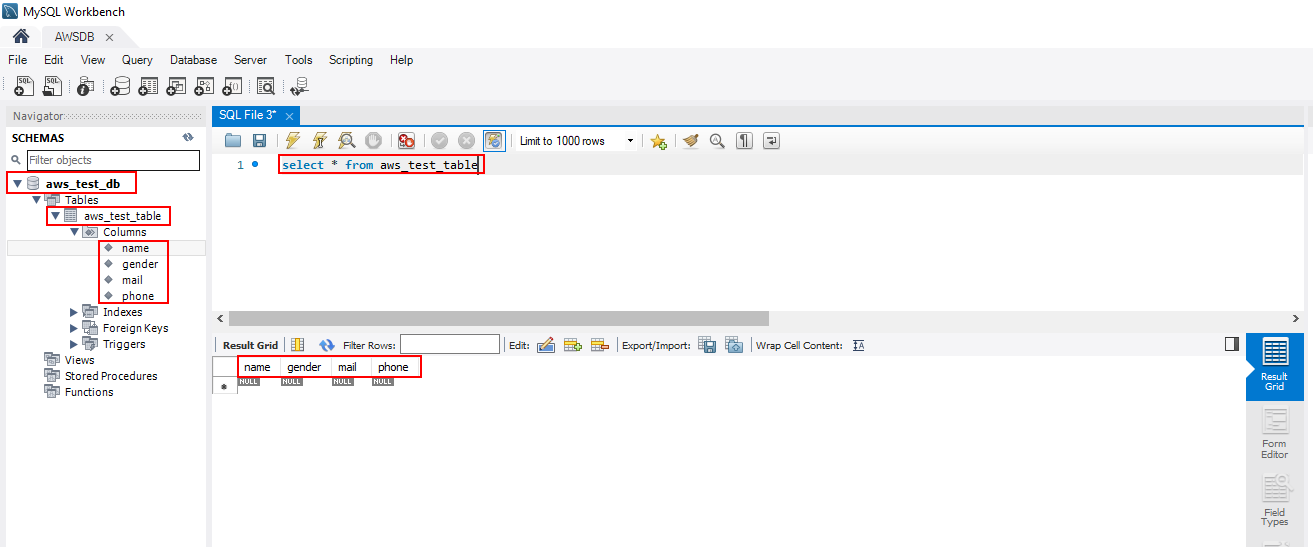 MySQL Workbench
AWSDB
File Edit View Query Database Server Tools Scripting Help
SQL SQL
Navigator
SCHEMAS
Filter objects
aws_test_db
Tables
aws_test_table
Columns
name
gender
mail
phone
Indexes
Foreign Keys
Triggers
Views
Stored Procedures
Functions
SQL File 3*
Limit to 1000 rows
1 select * from aws_test_table
Result Grid Filter Rows: Edit: Export/Import: Wrap Cell Content: IA
name gender mail phone
* NULL NULL NULL NULL
Result
Grid
Form
Editor
Field
Types